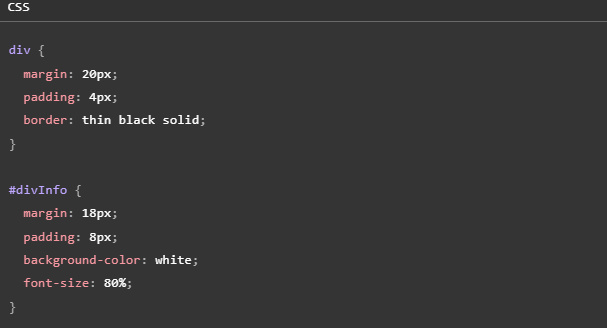 CSS
div {
margin: 20px;
padding: 4px;
border: thin black solid;
}
#divInfo {
margin: 18px;
padding: 8px;
background-color: white;
font-size: 80%;
}